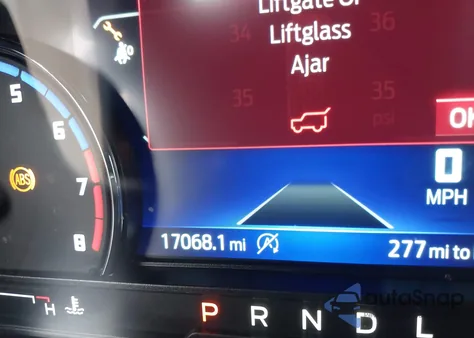 Liftgate Or
Liftglass
Ajar
34
36
35
35
psi
OK
5
6
7
8
ABS
0
MPH
17068.1 mi
A
277 mi to
H
P R N D L
autoSnap